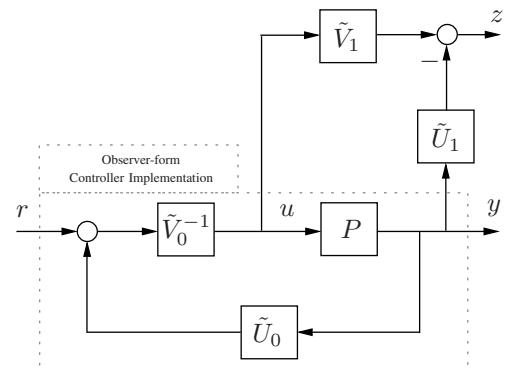 z
Ṽ₁
−
Ũ₁
Observer-form
Controller Implementation
r
Ṽ₀⁻¹
u
P
y
Ũ₀